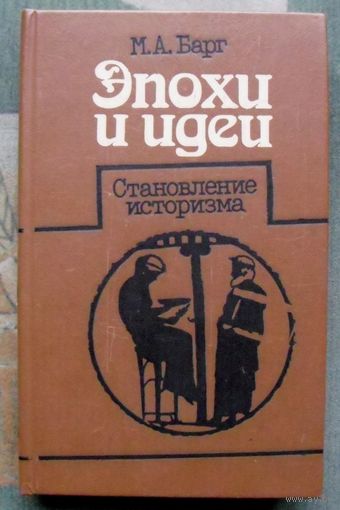 М.А. Барг
Эпохи
и идеи
Становление
историзма